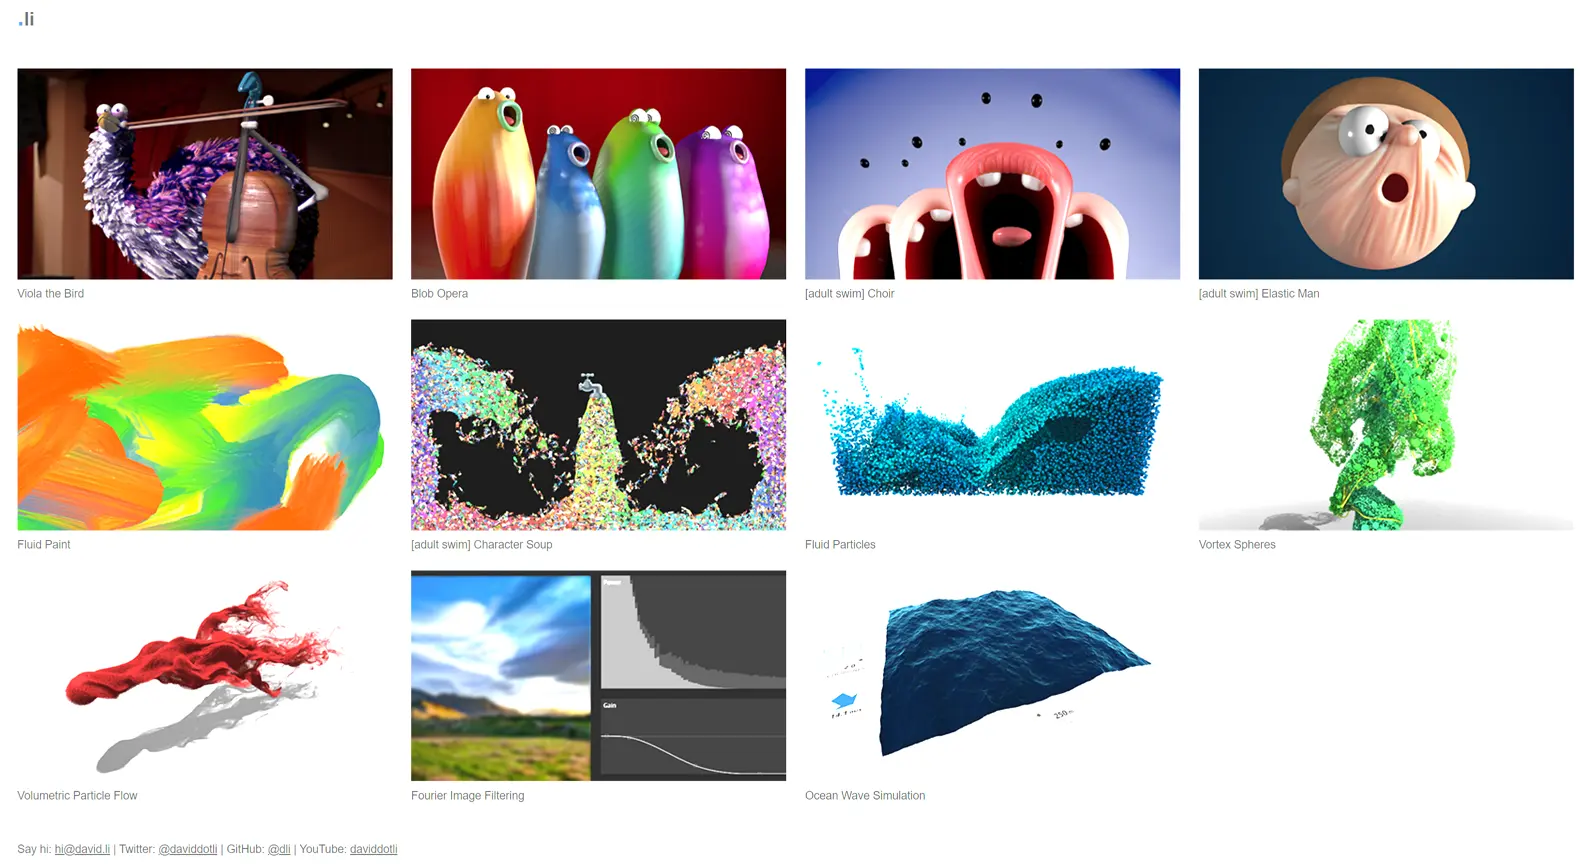 .li
Viola the Bird
Blob Opera
[adult swim] Choir
[adult swim] Elastic Man
Fluid Paint
[adult swim] Character Soup
Fluid Particles
Vortex Spheres
Power
Gain
250 m
Volumetric Particle Flow
Fourier Image Filtering
Ocean Wave Simulation
Say hi: hi@david.li | Twitter: @daviddotli | GitHub: @dli | YouTube: daviddotli